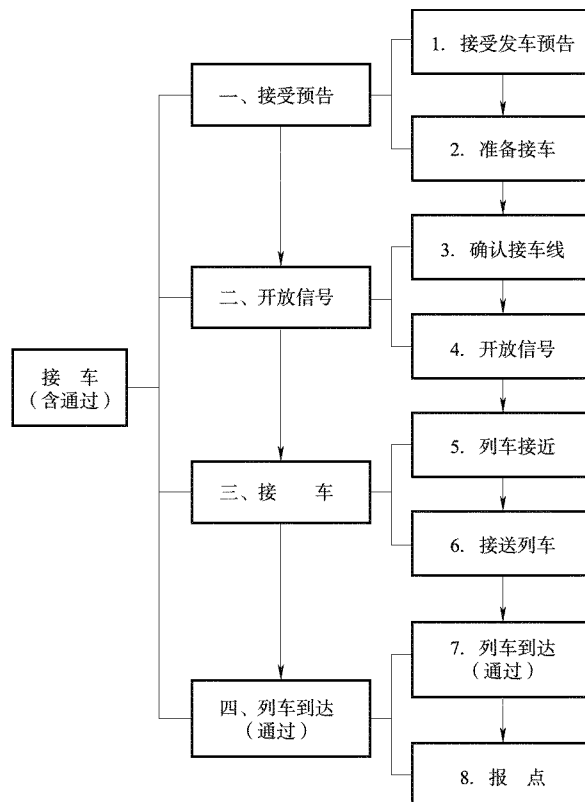 接 车
(含通过)
一、接受预告
二、开放信号
三、接 车
四、列车到达
(通过)
1. 接受发车预告
2. 准备接车
3. 确认接车线
4. 开放信号
5. 列车接近
6. 接送列车
7. 列车到达
(通过)
8. 报 点